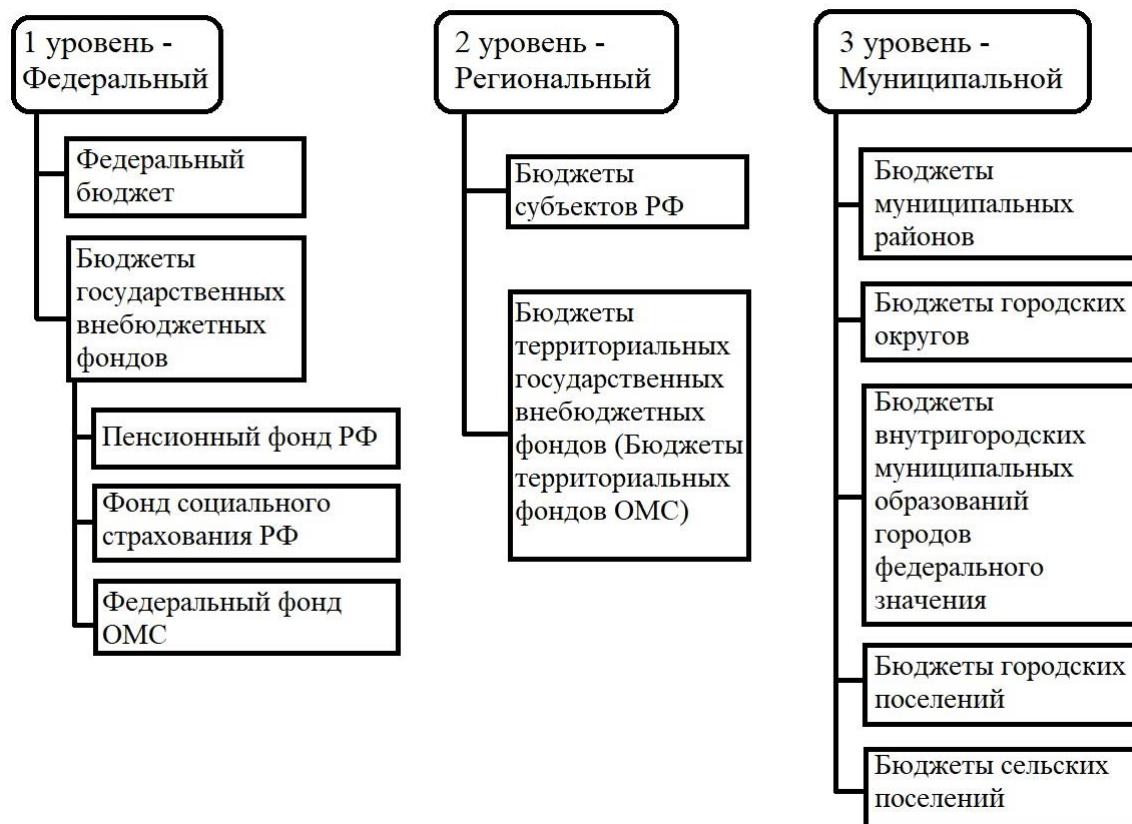 1 уровень -
Федеральный
Федеральный
бюджет
Бюджеты
государственных
внебюджетных
фондов
Пенсионный фонд РФ
Фонд социального
страхования РФ
Федеральный фонд
ОМС
2 уровень -
Региональный
Бюджеты
субъектов РФ
Бюджеты
территориальных
государственных
внебюджетных
фондов (Бюджеты
территориальных
фондов ОМС)
3 уровень -
Муниципальной
Бюджеты
муниципальных
районов
Бюджеты городских
округов
Бюджеты
внутригородских
муниципальных
образований
городов
федерального
значения
Бюджеты городских
поселений
Бюджеты сельских
поселений